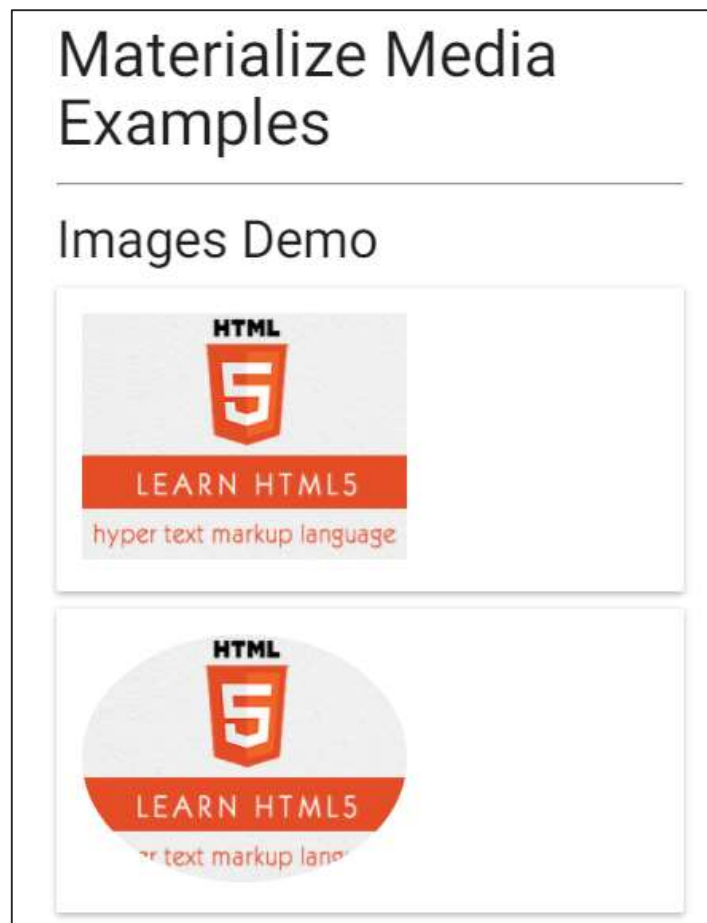 Materialize Media
Examples
Images Demo
HTML
5
LEARN HTML5
hyper text markup language
HTML
5
LEARN HTML5
text markup